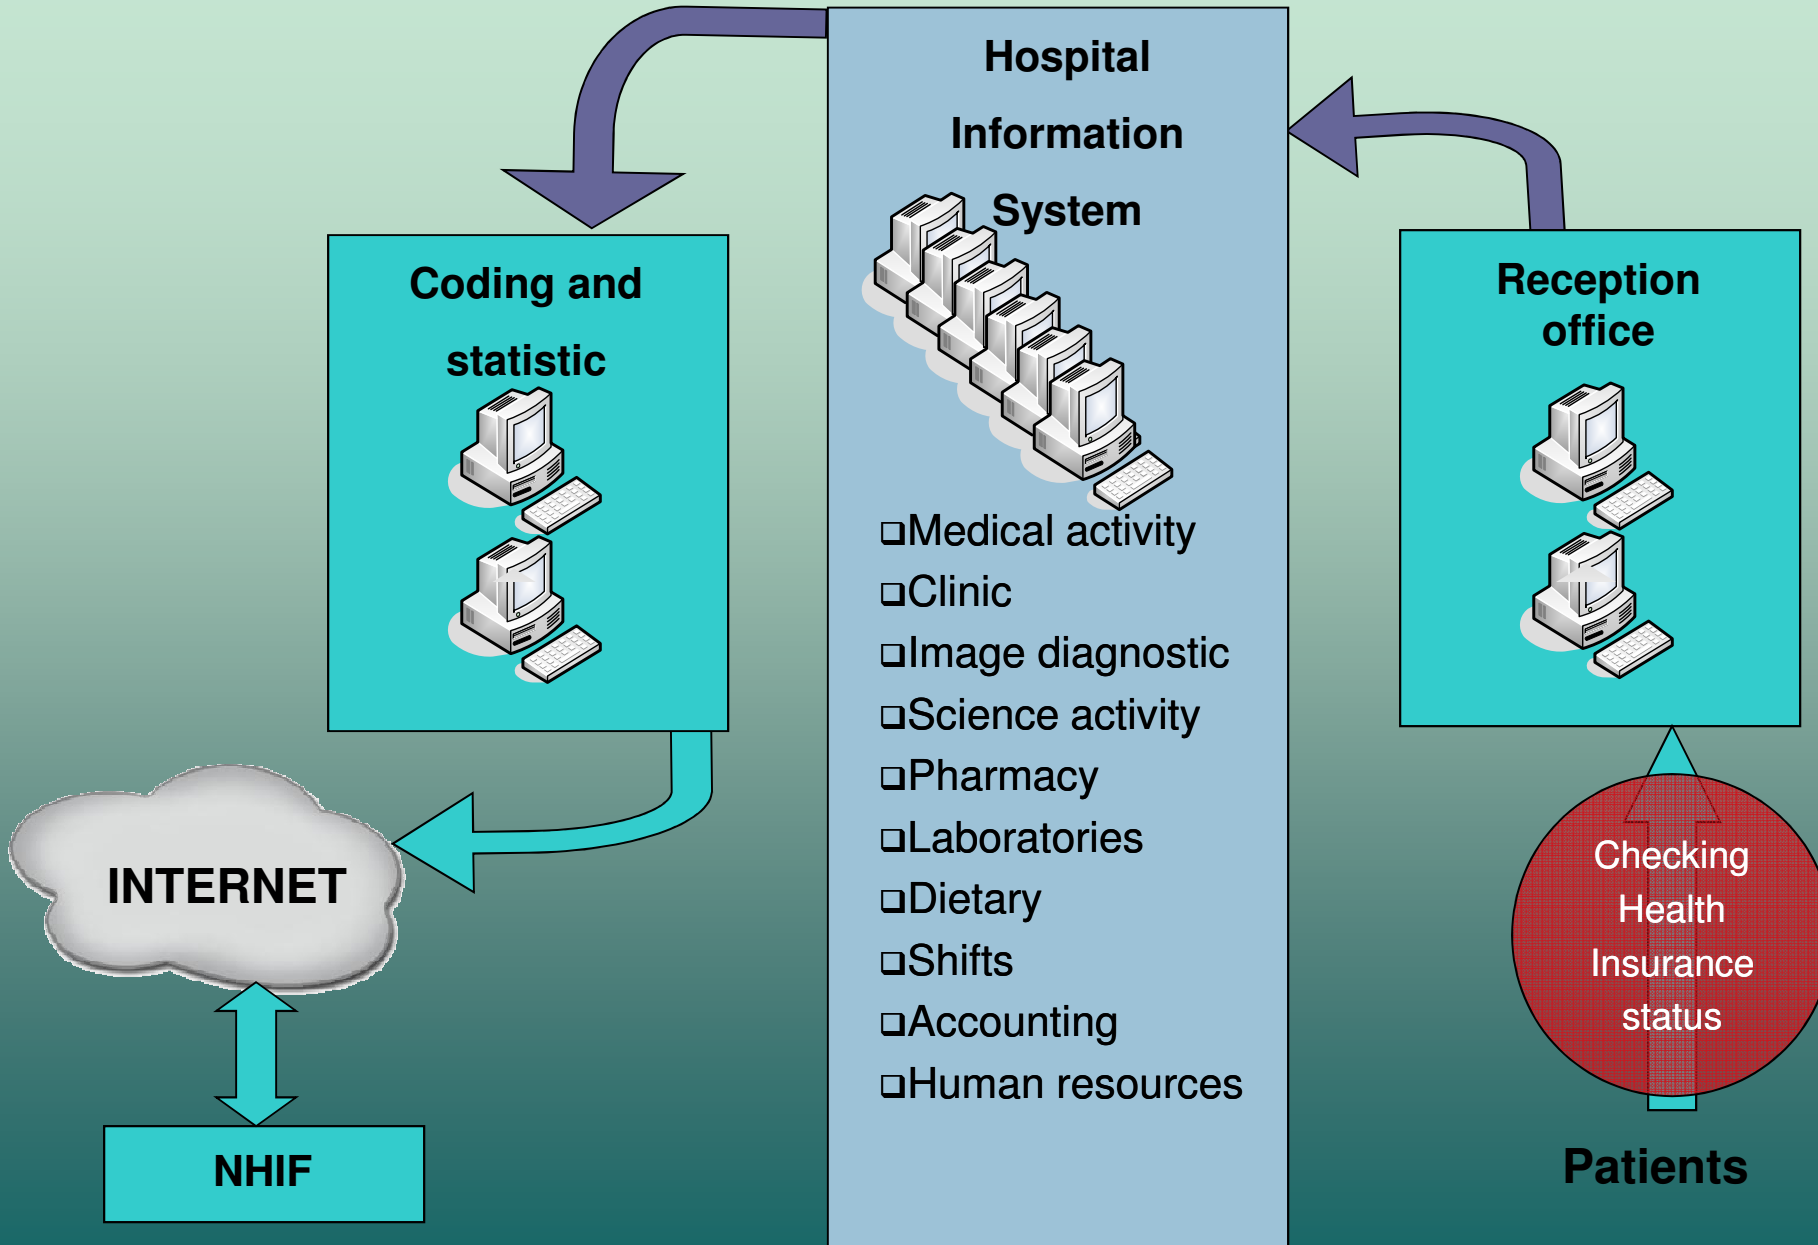 Hospital
Information
System
Coding and
statistic
Reception
office
❑Medical activity
❑Clinic
❑Image diagnostic
❑Science activity
❑Pharmacy
❑Laboratories
❑Dietary
❑Shifts
❑Accounting
❑Human resources
INTERNET
NHIF
Checking
Health
Insurance
status
Patients